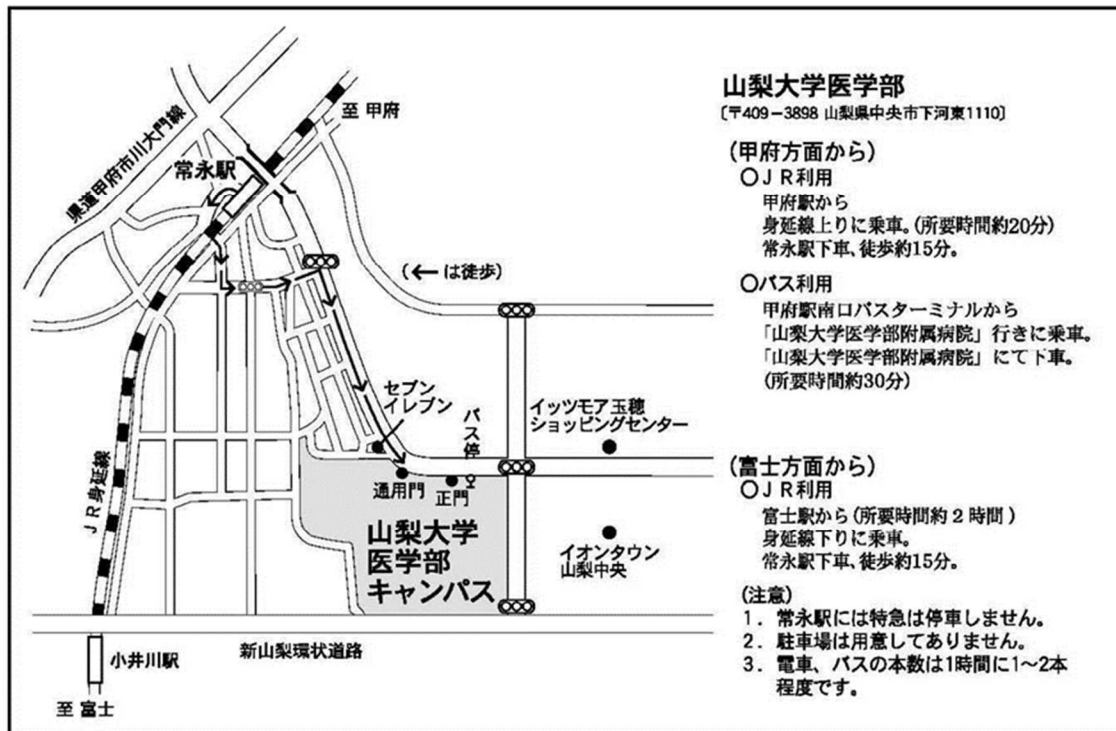 県道甲府市川大門線
至 甲府
常永駅
(←は徒歩)
セブン
イレブン
バス停
イッツモア玉穂
ショッピングセンター
通用門
正門
JR身延線
山梨大学
医学部
キャンパス
イオンタウン
山梨中央
新山梨環状道路
小井川駅
至 富士
山梨大学医学部
〔〒409-3898 山梨県中央市下河東1110〕
(甲府方面から)
○JR利用
甲府駅から
身延線上りに乗車。(所要時間約20分)
常永駅下車、徒歩約15分。
○バス利用
甲府駅南口バスターミナルから
「山梨大学医学部附属病院」行きに乗車。
「山梨大学医学部附属病院」にて下車。
(所要時間約30分)
(富士方面から)
○JR利用
富士駅から(所要時間約2時間)
身延線下りに乗車。
常永駅下車、徒歩約15分。
(注意)
1. 常永駅には特急は停車しません。
2. 駐車場は用意してありません。
3. 電車、バスの本数は1時間に1～2本
程度です。